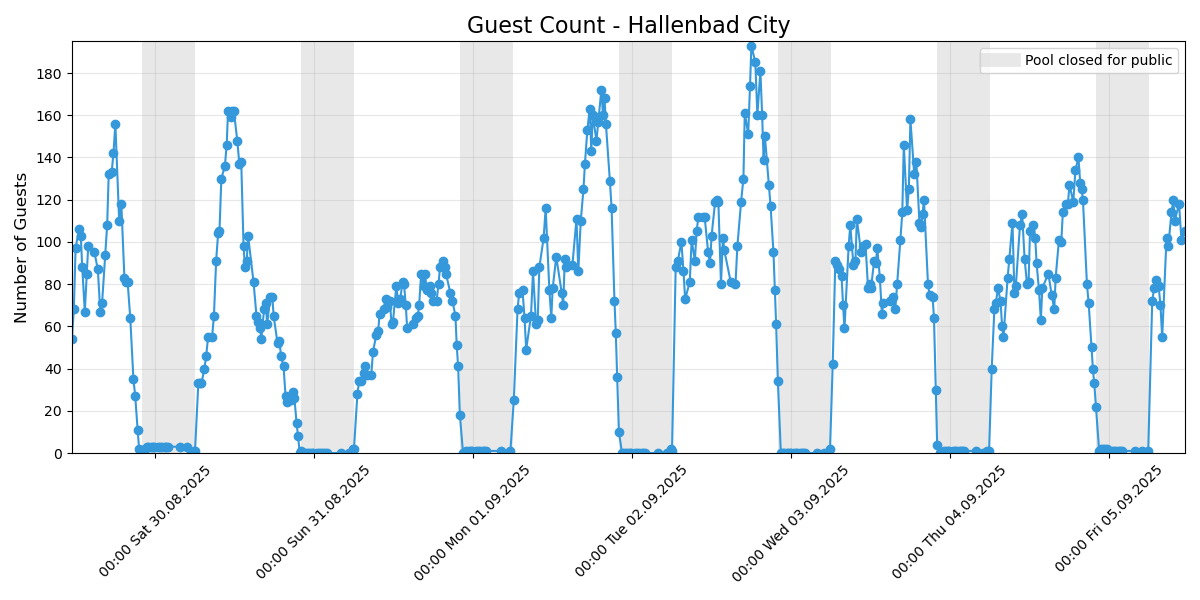 Guest Count - Hallenbad City
Pool closed for public
Number of Guests
180
160
140
120
100
80
60
40
20
0
00:00 Sat 30.08.2025
00:00 Sun 31.08.2025
00:00 Mon 01.09.2025
00:00 Tue 02.09.2025
00:00 Wed 03.09.2025
00:00 Thu 04.09.2025
00:00 Fri 05.09.2025